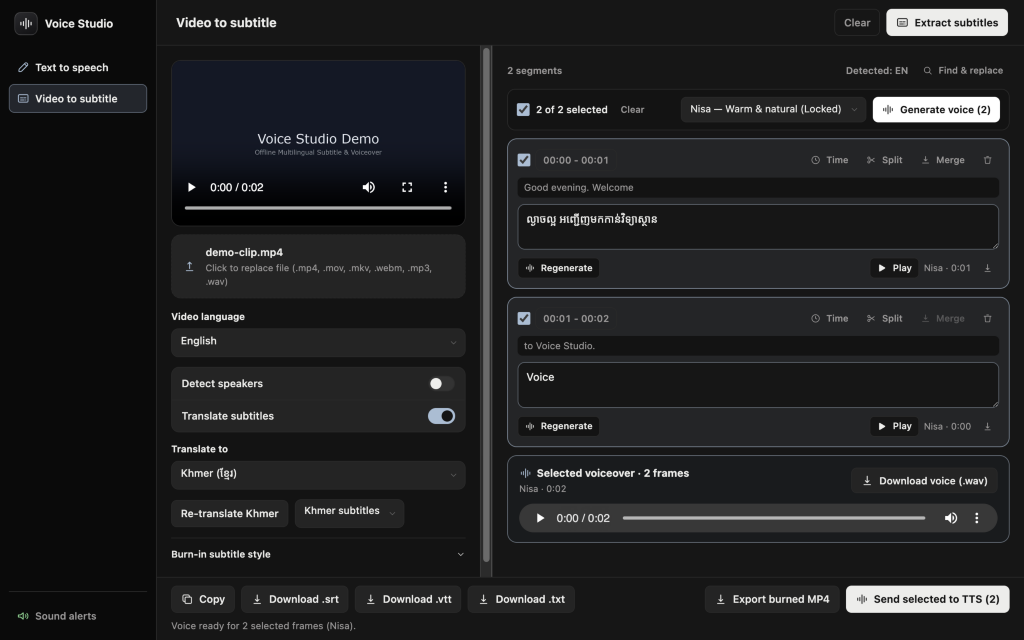 Voice Studio
Text to speech
Video to subtitle
Sound alerts
Video to subtitle
Clear
Extract subtitles
Voice Studio Demo
Offline Multilingual Subtitle & Voiceover
0:00 / 0:02
demo-clip.mp4
Click to replace file (.mp4, .mov, .mkv, .webm, .mp3,
.wav)
Video language
English
Detect speakers
Translate subtitles
Translate to
Khmer (ខ្មែរ)
Re-translate Khmer
Khmer subtitles
Burn-in subtitle style
2 segments
Detected: EN
Find & replace
2 of 2 selected
Clear
Nisa — Warm & natural (Locked)
Generate voice (2)
00:00 - 00:01
Time
Split
Merge
Good evening. Welcome
ល្ងាចល្អ អញ្ជើញមកកាន់វិទ្យាស្ថាន
Regenerate
Play
Nisa · 0:01
00:01 - 00:02
Time
Split
Merge
to Voice Studio.
Voice
Regenerate
Play
Nisa · 0:00
Selected voiceover · 2 frames
Nisa · 0:02
Download voice (.wav)
0:00 / 0:02
Copy
Download .srt
Download .vtt
Download .txt
Export burned MP4
Send selected to TTS (2)
Voice ready for 2 selected frames (Nisa).